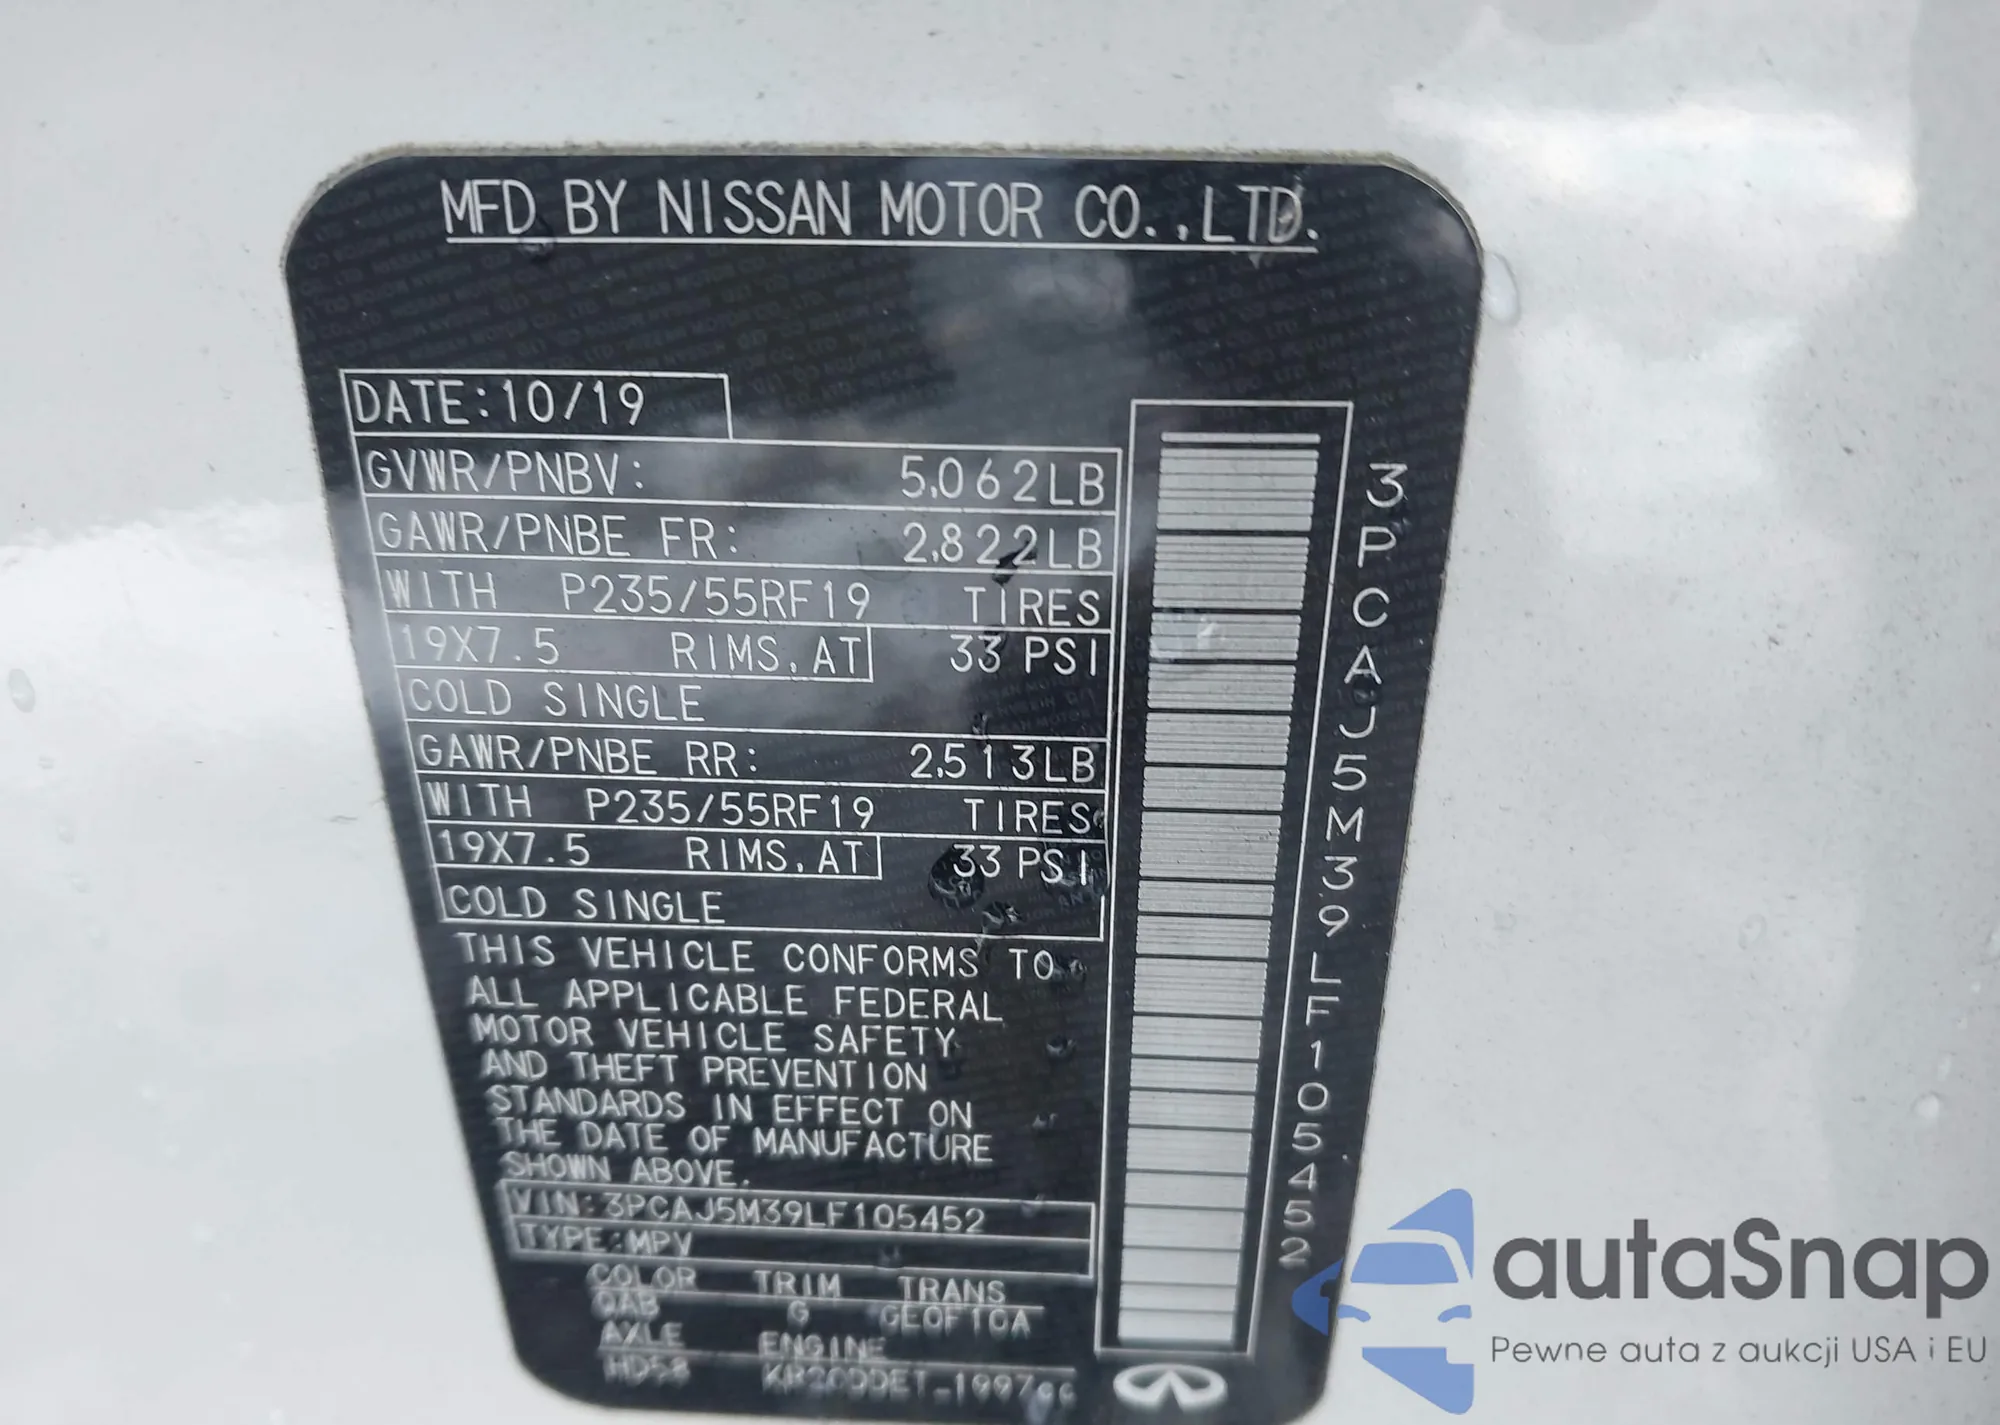 MFD BY NISSAN MOTOR CO.,LTD.
DATE:10/19
GVWR/PNBV: 5,062LB
GAWR/PNBE FR: 2,822LB
WITH P235/55RF19 TIRES
19X7.5 RIMS,AT 33 PSI
COLD SINGLE
GAWR/PNBE RR: 2,513LB
WITH P235/55RF19 TIRES
19X7.5 RIMS,AT 33 PSI
COLD SINGLE
THIS VEHICLE CONFORMS TO
ALL APPLICABLE FEDERAL
MOTOR VEHICLE SAFETY
AND THEFT PREVENTION
STANDARDS IN EFFECT ON
THE DATE OF MANUFACTURE
SHOWN ABOVE.
VIN:3PCAJ5M39LF105452
TYPE:MPV
COLOR TRIM TRANS
QAB G GE0F10A
AXLE ENGINE
HD58 KR20DDET 1997cc
3PCAJ5M39LF105452
autaSnap
Pewne auta z aukcji USA i EU